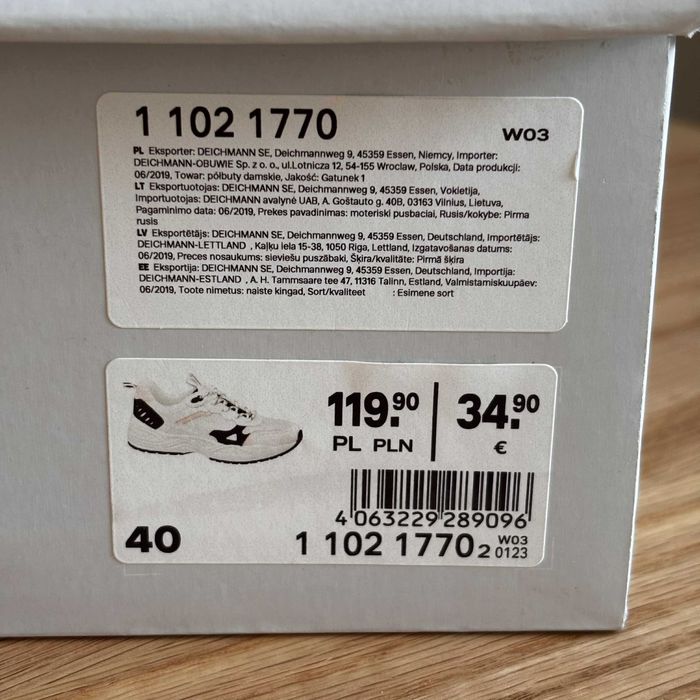 1 102 1770
W03
PL Eksporter: DEICHMANN SE, Deichmannweg 9, 45359 Essen, Niemcy, Importer:
DEICHMANN-OBUWIE Sp. z o. o., ul.Lotnicza 12, 54-155 Wroclaw, Polska, Data produkcji:
06/2019, Towar: półbuty damskie, Jakość: Gatunek 1
LT Eksportuotojas: DEICHMANN SE, Deichmannweg 9, 45359 Essen, Vokietija,
Importuotojas: DEICHMANN avalynė UAB, A. Goštauto g. 40B, 03163 Vilnius, Lietuva,
Pagaminimo data: 06/2019, Prekes pavadinimas: moteriski pusbaciai, Rusis/kokybe: Pirma
rusis
LV Eksportētājs: DEICHMANN SE, Deichmannweg 9, 45359 Essen, Deutschland, Importētājs:
DEICHMANN-LETTLAND , Kaļķu iela 15-38, 1050 Riga, Lettland, Izgatavošanas datums:
06/2019, Preces nosaukums: sieviešu puszābaki, Šķira/kvalitāte: Pirmā šķira
EE Eksportija: DEICHMANN SE, Deichmannweg 9, 45359 Essen, Deutschland, Importija:
DEICHMANN-ESTLAND , A. H. Tammsaare tee 47, 11316 Talinn, Estland, Valmistamiskuupäev:
06/2019, Toote nimetus: naiste kingad, Sort/kvaliteet : Esimene sort
119.90
PL PLN
34.90
€
4 063229 289096
40
1 102 1770 2
W03
0123